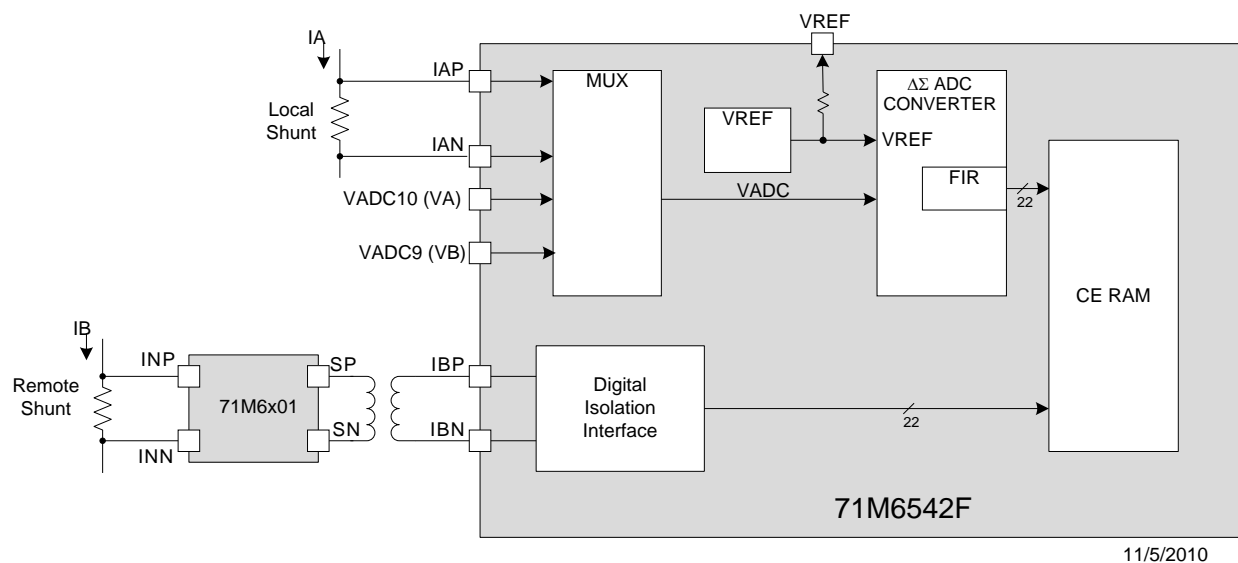 VREF
IA
IAP
MUX
ΔΣ ADC
CONVERTER
Local
Shunt
VREF
VREF
IAN
FIR
VADC10 (VA)
VADC
22
VADC9 (VB)
CE RAM
IB
INP
SP
IBP
Remote
Shunt
71M6x01
Digital
Isolation
Interface
22
SN
IBN
INN
71M6542F
11/5/2010